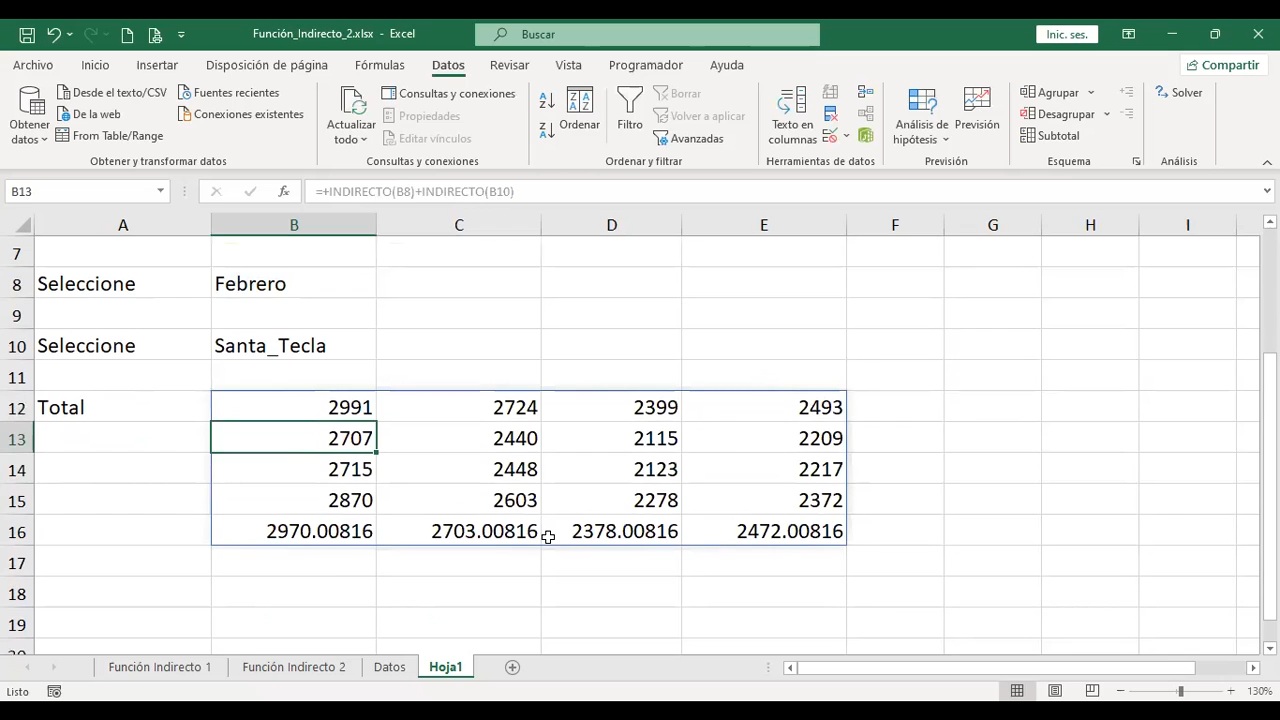 Función_Indirecto_2.xlsx - Excel
Buscar
Inic. ses.
Archivo Inicio Insertar Disposición de página Fórmulas Datos Revisar Vista Programador Ayuda
Compartir
Obtener datos
Desde el texto/CSV
De la web
From Table/Range
Fuentes recientes
Conexiones existentes
Obtener y transformar datos
Actualizar todo
Consultas y conexiones
Propiedades
Editar vínculos
Consultas y conexiones
Ordenar
Filtro
Borrar
Volver a aplicar
Avanzadas
Ordenar y filtrar
Texto en columnas
Herramientas de datos
Análisis de hipótesis
Previsión
Previsión
Agrupar
Desagrupar
Subtotal
Esquema
Solver
Análisis
B13 fx =+INDIRECTO(B8)+INDIRECTO(B10)
A B C D E F G H I
7
8 Seleccione Febrero
9
10 Seleccione Santa_Tecla
11
12 Total 2991 2724 2399 2493
13 2707 2440 2115 2209
14 2715 2448 2123 2217
15 2870 2603 2278 2372
16 2970.00816 2703.00816 2378.00816 2472.00816
17
18
19
20
Función Indirecto 1 Función Indirecto 2 Datos Hoja1
Listo 130%